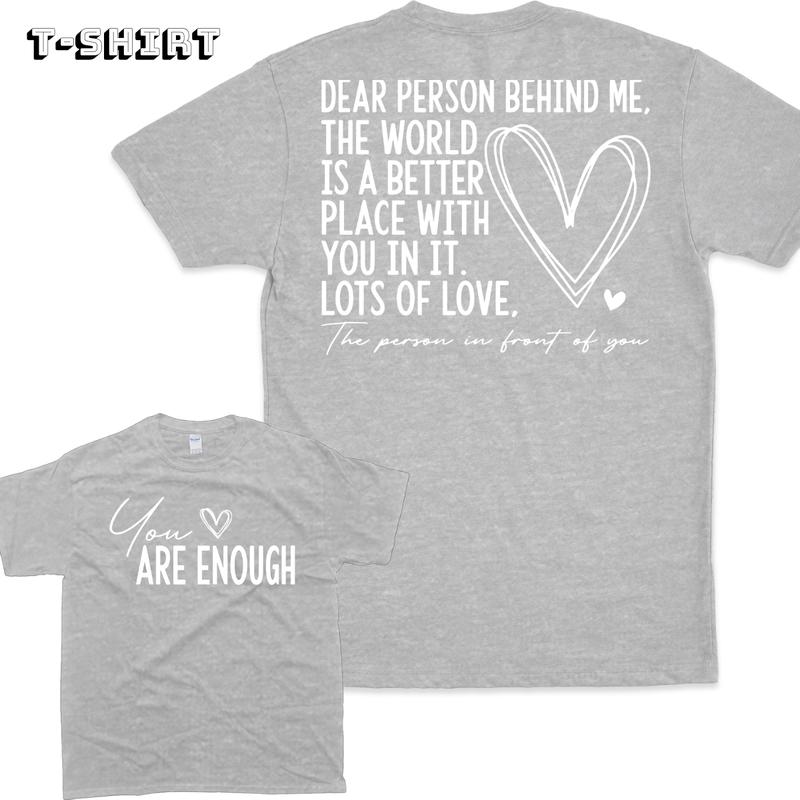 T-SHIRT
DEAR PERSON BEHIND ME,
THE WORLD
IS A BETTER
PLACE WITH
YOU IN IT.
LOTS OF LOVE,
The person in front of you
You
ARE ENOUGH